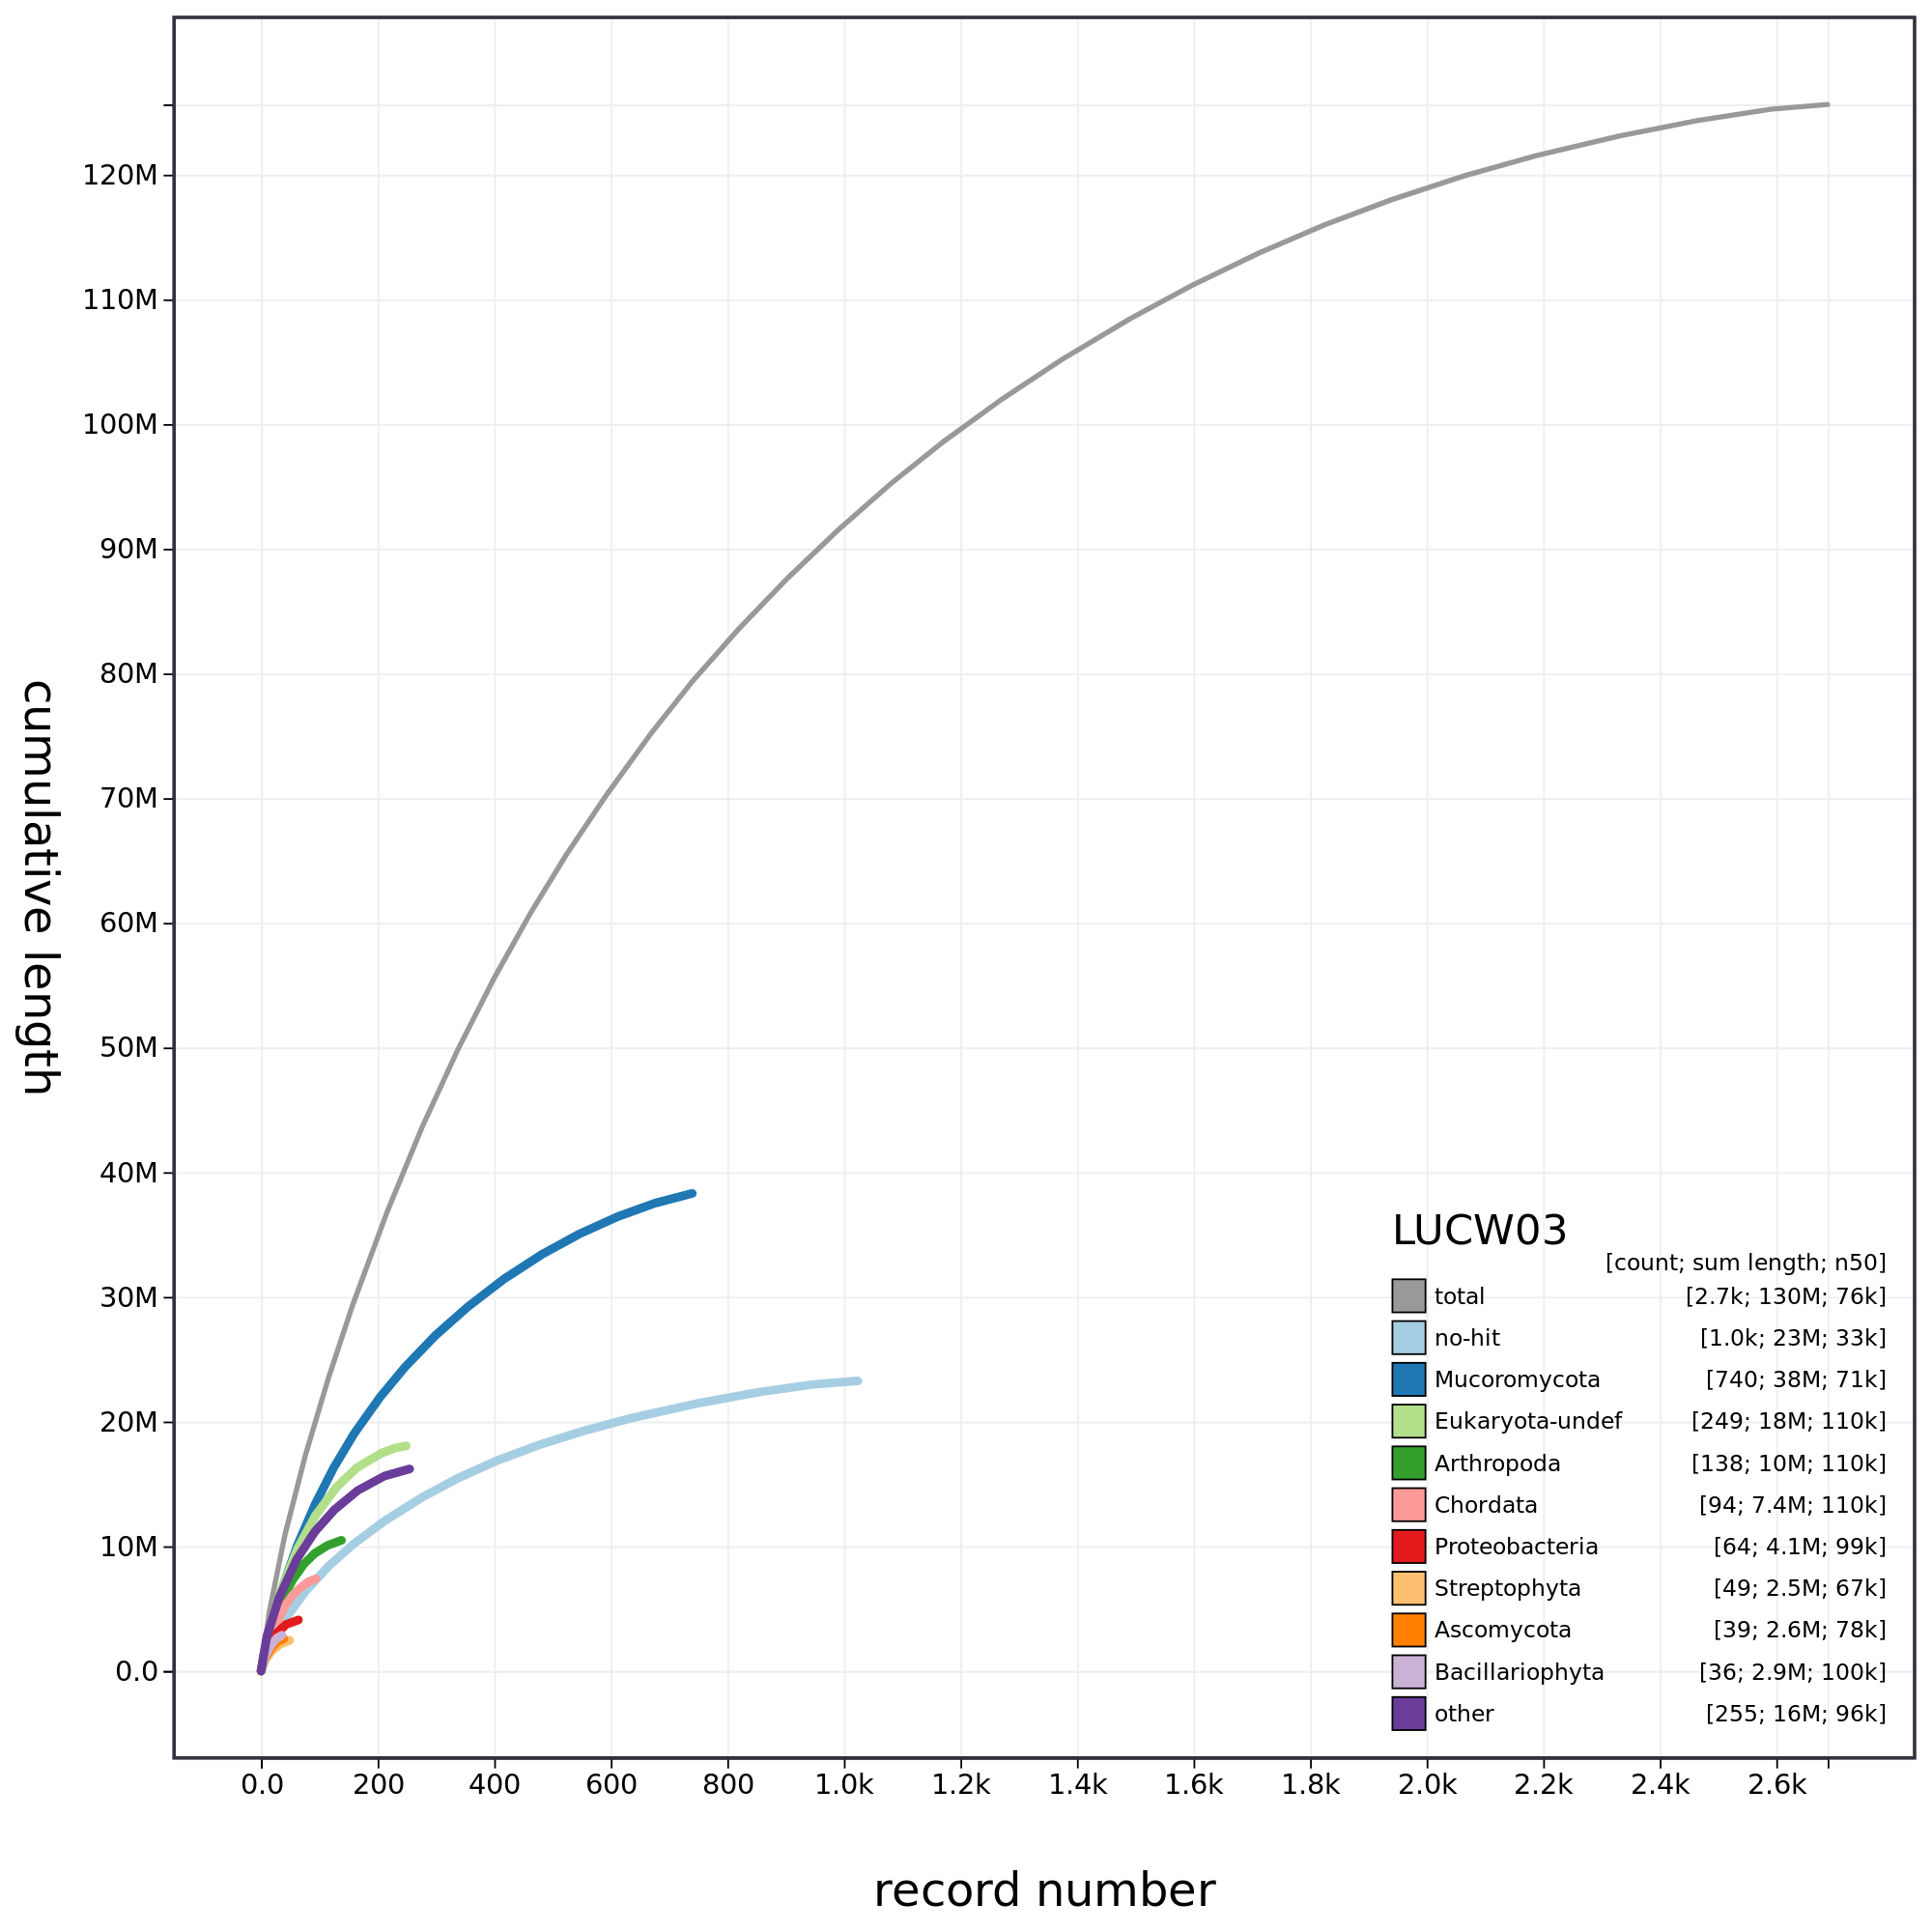 cumulative length
120M
110M
100M
90M
80M
70M
60M
50M
40M
30M
20M
10M
0.0
LUCW03
[count; sum length; n50]
total [2.7k; 130M; 76k]
no-hit [1.0k; 23M; 33k]
Mucoromycota [740; 38M; 71k]
Eukaryota-undef [249; 18M; 110k]
Arthropoda [138; 10M; 110k]
Chordata [94; 7.4M; 110k]
Proteobacteria [64; 4.1M; 99k]
Streptophyta [49; 2.5M; 67k]
Ascomycota [39; 2.6M; 78k]
Bacillariophyta [36; 2.9M; 100k]
other [255; 16M; 96k]
0.0 200 400 600 800 1.0k 1.2k 1.4k 1.6k 1.8k 2.0k 2.2k 2.4k 2.6k
record number